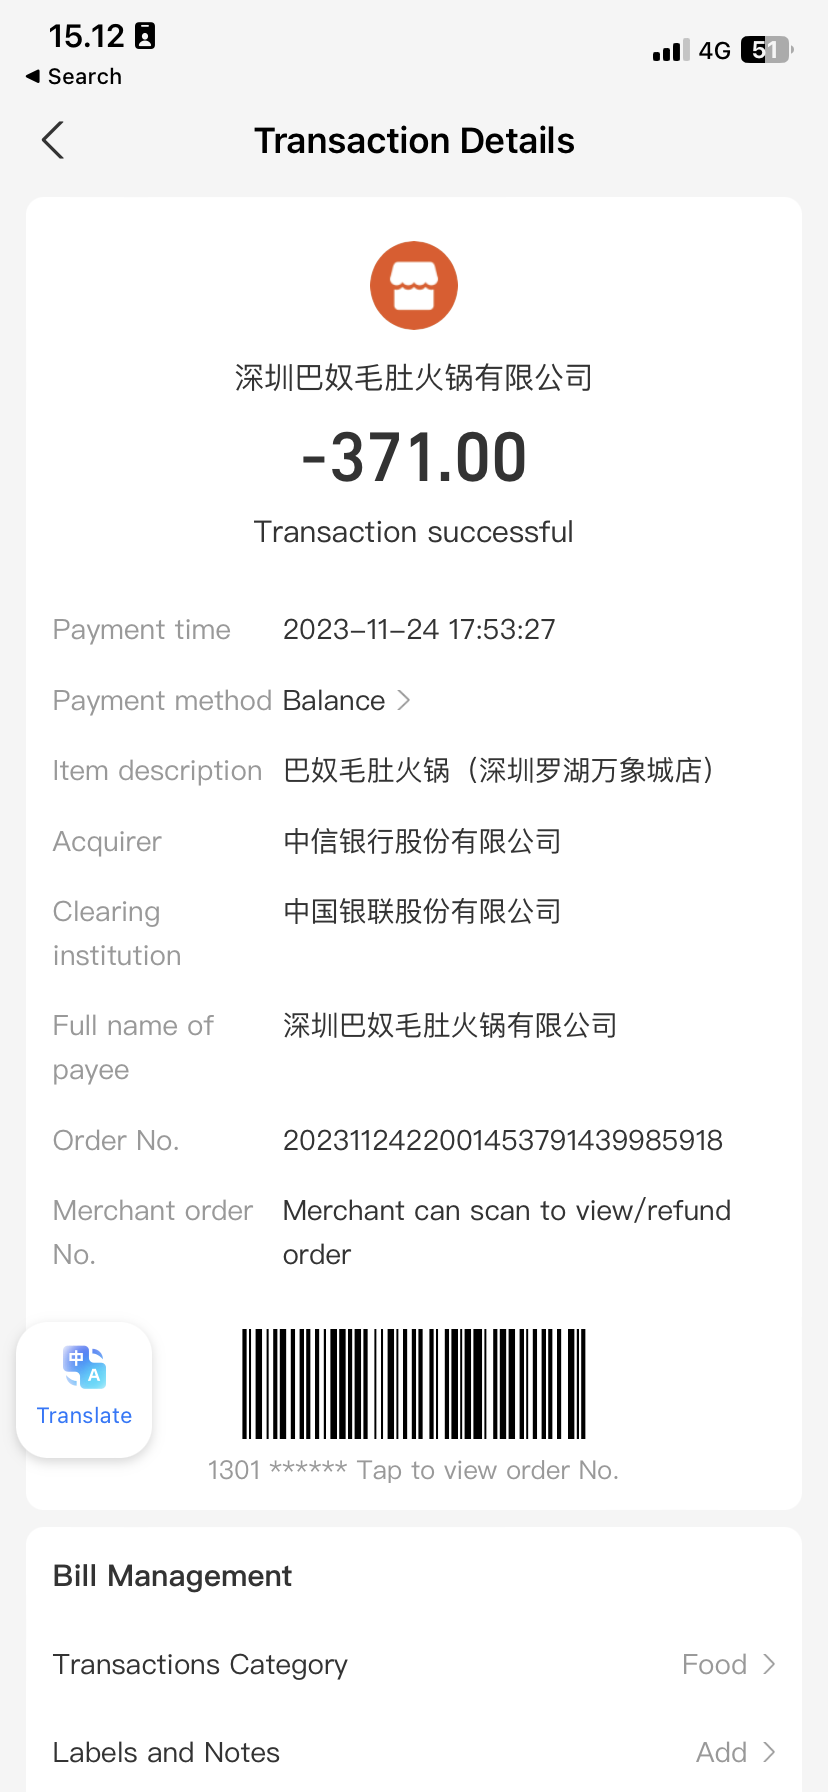 15.12
4G 51
Search
Transaction Details
深圳巴奴毛肚火锅有限公司
-371.00
Transaction successful
Payment time 2023-11-24 17:53:27
Payment method Balance
Item description 巴奴毛肚火锅（深圳罗湖万象城店）
Acquirer 中信银行股份有限公司
Clearing 中国银联股份有限公司
institution
Full name of 深圳巴奴毛肚火锅有限公司
payee
Order No. 2023112422001453791439985918
Merchant order Merchant can scan to view/refund
No. order
中 A
Translate
1301 ****** Tap to view order No.
Bill Management
Transactions Category Food
Labels and Notes Add